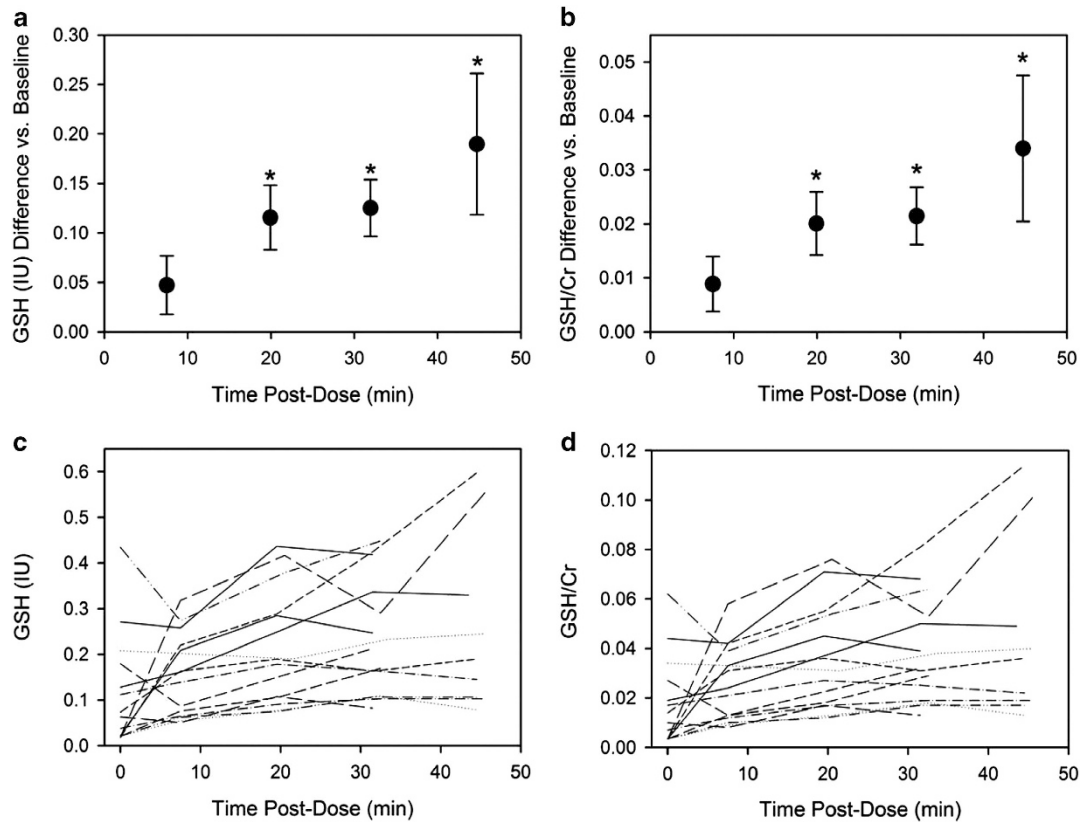 a
GSH (IU) Difference vs. Baseline
0.30
0.25
0.20
0.15
0.10
0.05
0.00
* * *
0 10 20 30 40 50
Time Post-Dose (min)
b
GSH/Cr Difference vs. Baseline
0.05
0.04
0.03
0.02
0.01
0.00
* * *
0 10 20 30 40 50
Time Post-Dose (min)
c
GSH (IU)
0.6
0.5
0.4
0.3
0.2
0.1
0.0
0 10 20 30 40 50
Time Post-Dose (min)
d
GSH/Cr
0.12
0.10
0.08
0.06
0.04
0.02
0.00
0 10 20 30 40 50
Time Post-Dose (min)